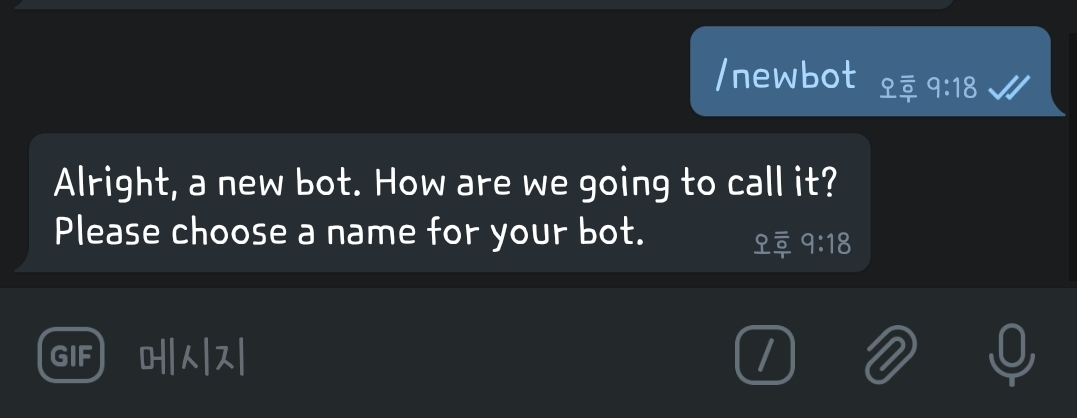 /newbot 오후 9:18
Alright, a new bot. How are we going to call it?
Please choose a name for your bot.
오후 9:18
GIF 메시지 /